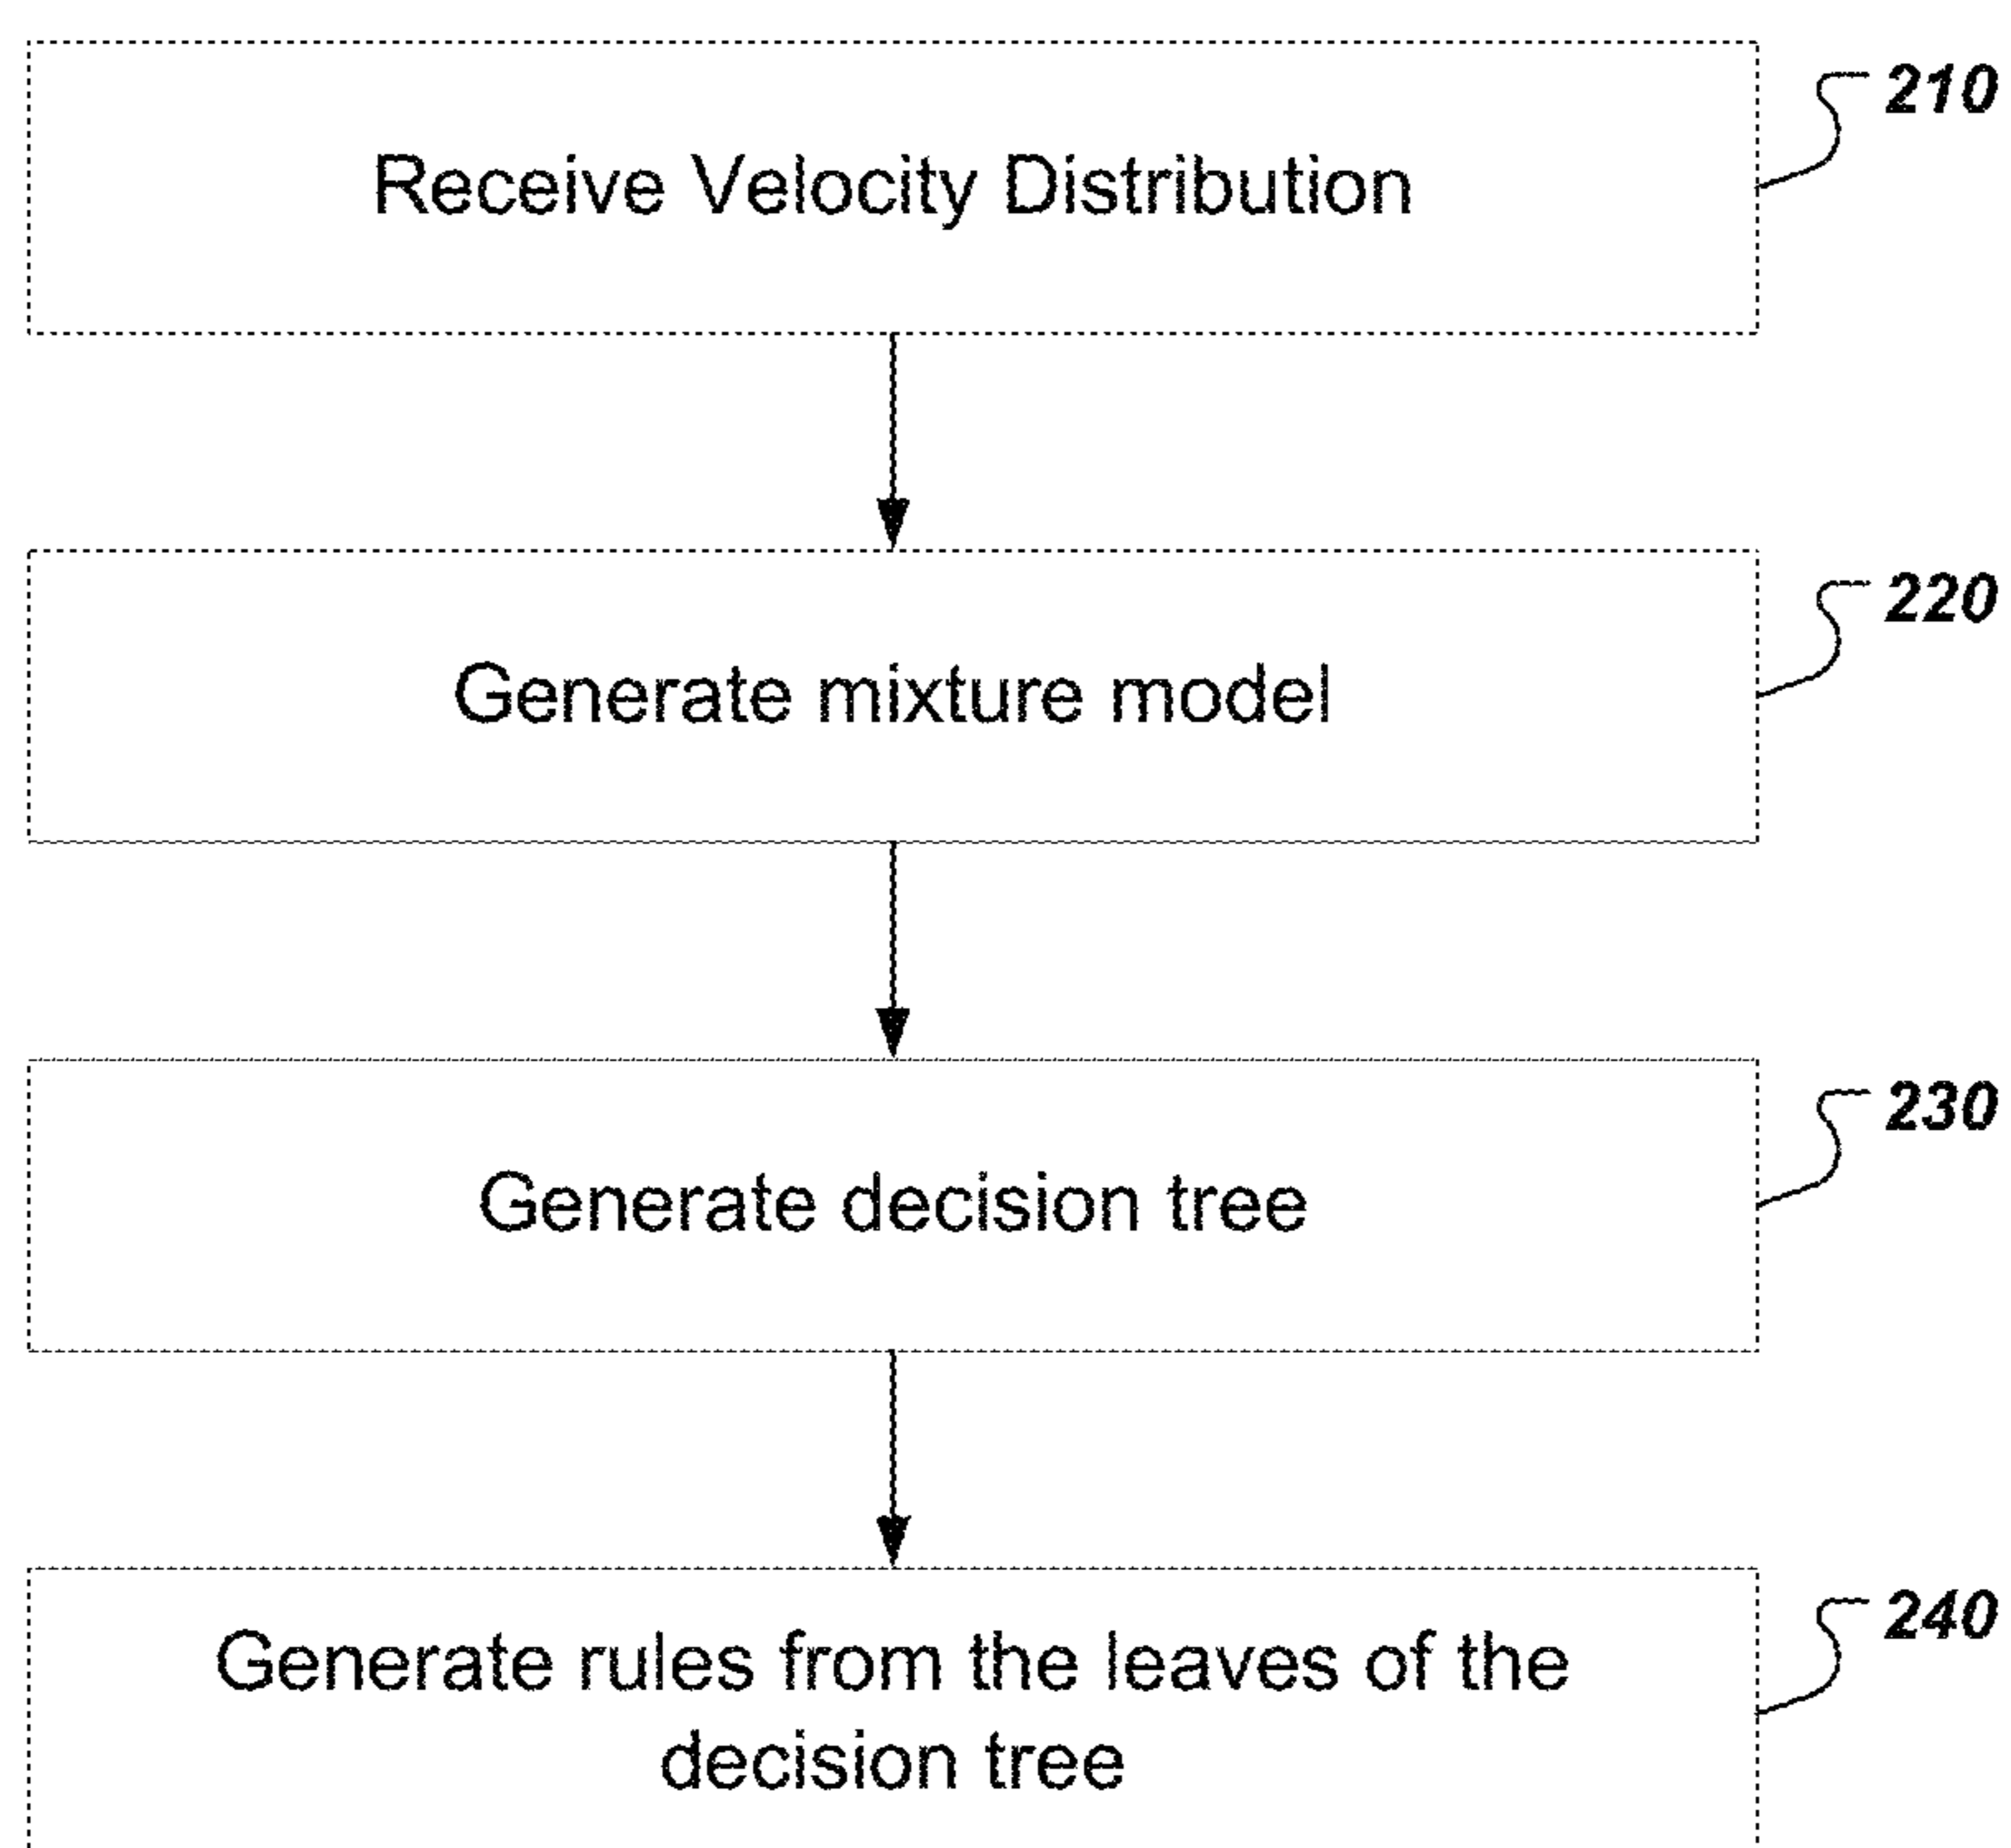 Receive Velocity Distribution
210
Generate mixture model
220
Generate decision tree
230
Generate rules from the leaves of the
decision tree
240